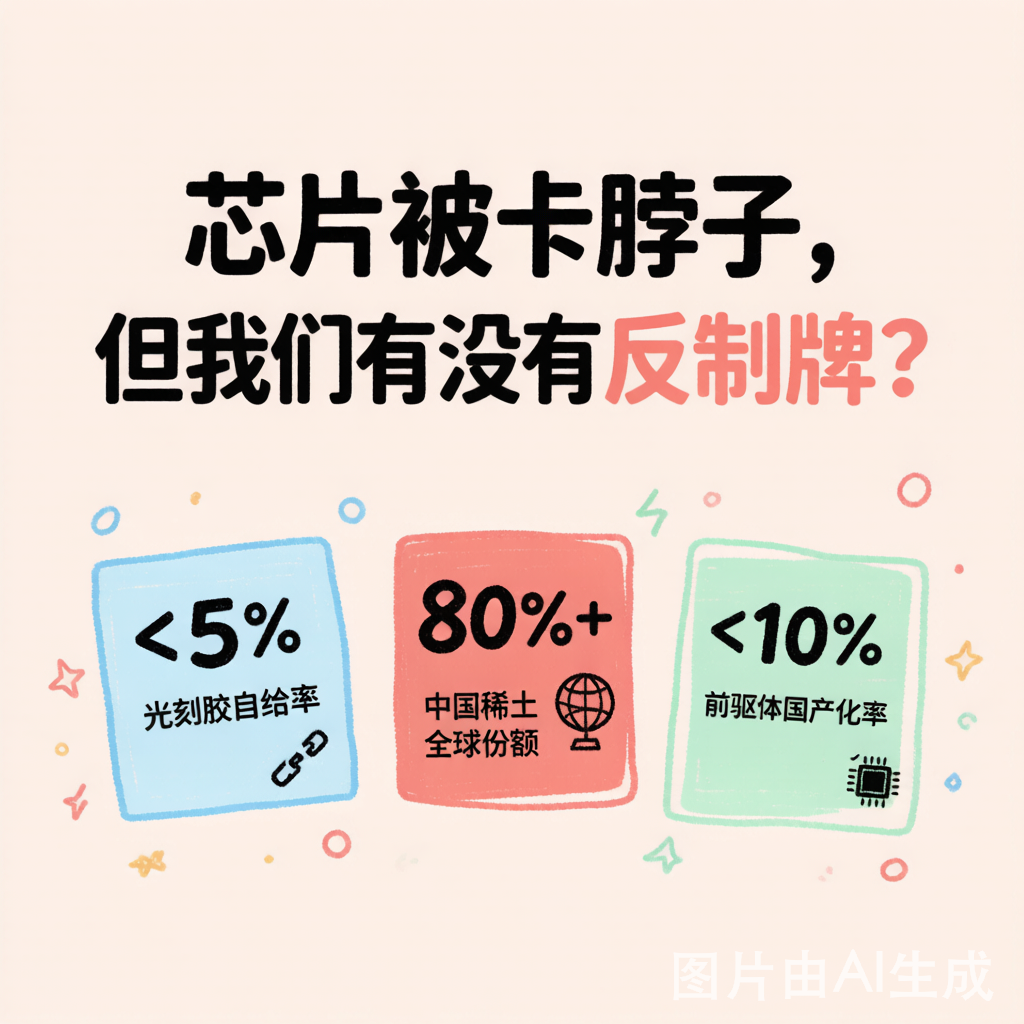 芯片被卡脖子，
但我们有没有反制牌？
<5%
光刻胶自给率
80%+
中国稀土
全球份额
<10%
前驱体国产化率
图片由AI生成